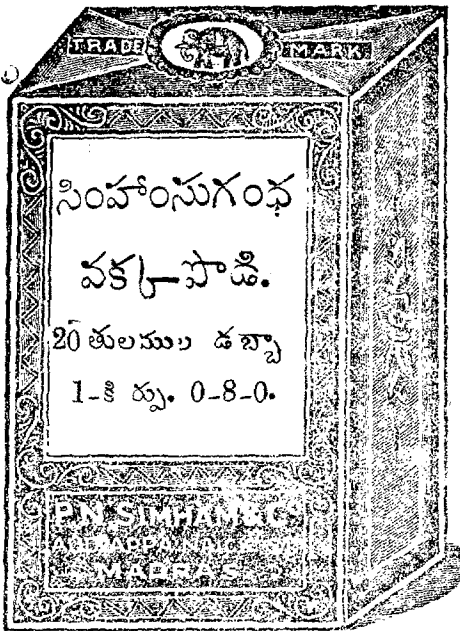 TRADE MARK
సింహాంసుగంధ
వక్క-పొడి.
20 తులముల డబ్బా
1-కి ర్పు. 0-8-0.
P.N. SIMHAM & Co
MADRAS